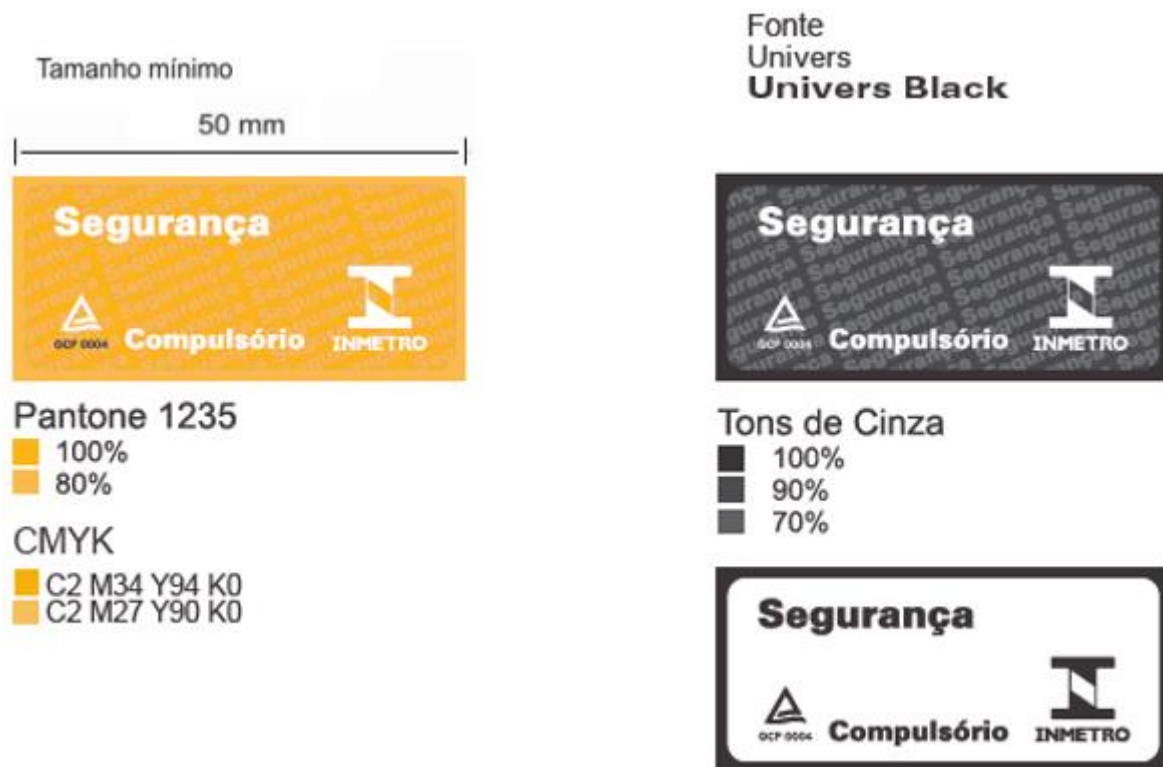 Tamanho mínimo
50 mm
Segurança
OCP 0004
Compulsório
INMETRO
Pantone 1235
100%
80%
CMYK
C2 M34 Y94 K0
C2 M27 Y90 K0
Fonte
Univers
Univers Black
Segurança
OCP 0004
Compulsório
INMETRO
Tons de Cinza
100%
90%
70%
Segurança
OCP 0004
Compulsório
INMETRO